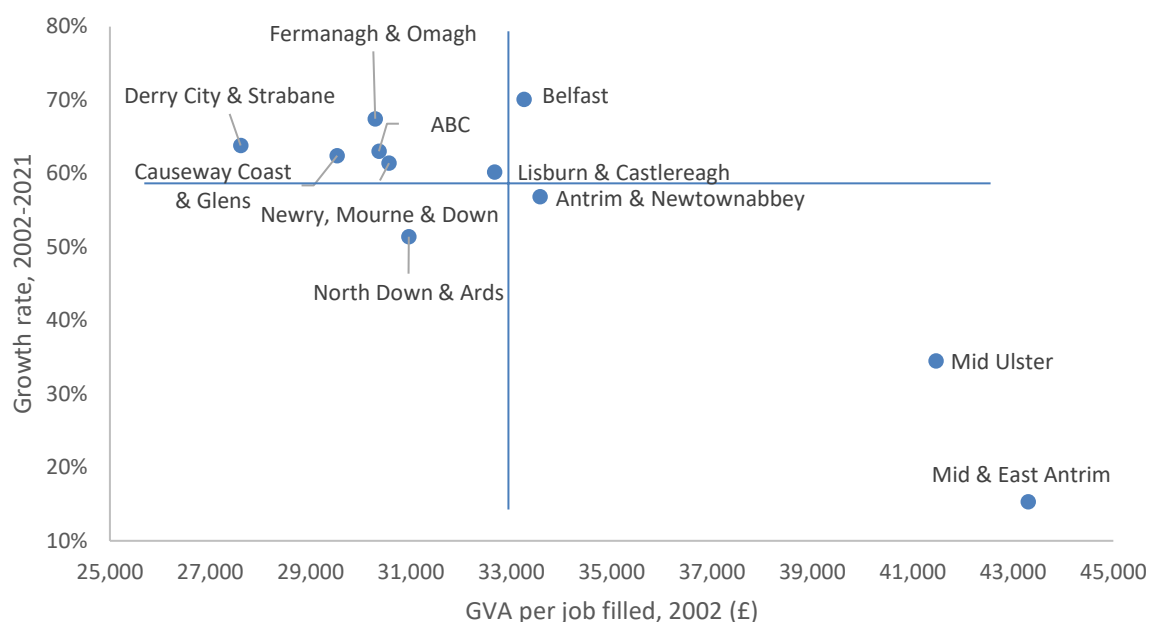 80%
70%
60%
50%
40%
30%
20%
10%
Growth rate, 2002-2021
Fermanagh & Omagh
Derry City & Strabane
Belfast
ABC
Causeway Coast
& Glens
Lisburn & Castlereagh
Antrim & Newtownabbey
Newry, Mourne & Down
North Down & Ards
Mid Ulster
Mid & East Antrim
25,000 27,000 29,000 31,000 33,000 35,000 37,000 39,000 41,000 43,000 45,000
GVA per job filled, 2002 (£)